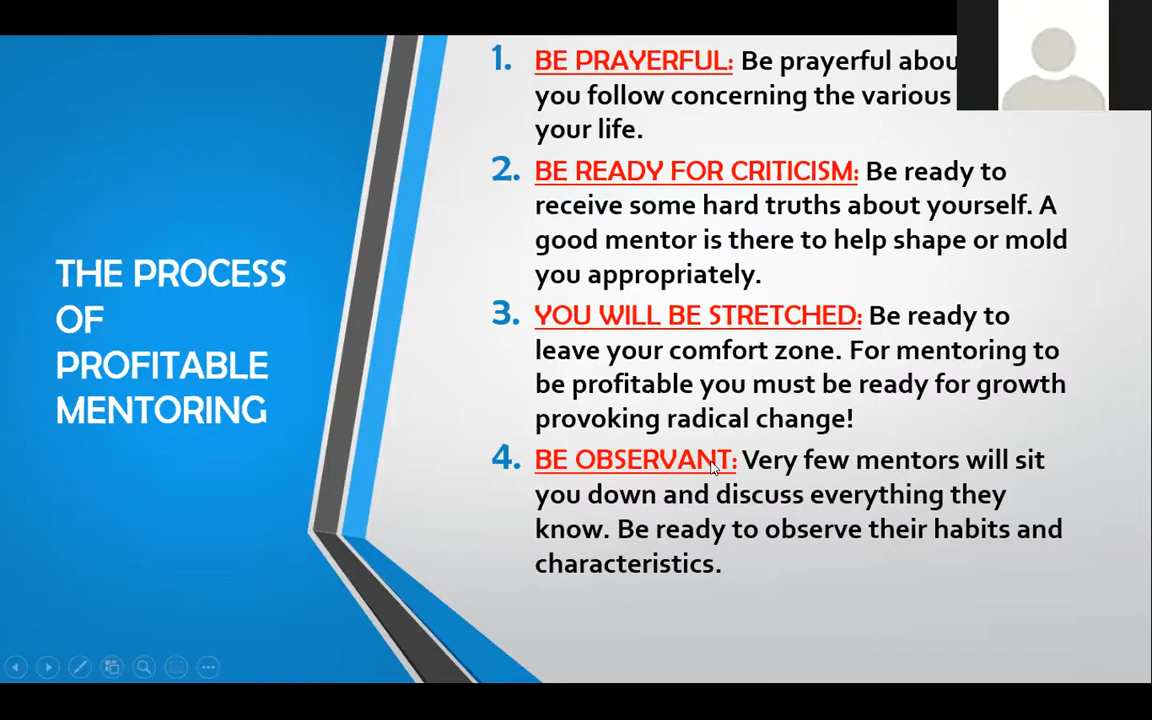 THE PROCESS
OF
PROFITABLE
MENTORING
1. BE PRAYERFUL: Be prayerful
you follow concerning the various
your life.
2. BE READY FOR CRITICISM: Be ready to
receive some hard truths about yourself. A
good mentor is there to help shape or mold
you appropriately.
3. YOU WILL BE STRETCHED: Be ready to
leave your comfort zone. For mentoring to
be profitable you must be ready for growth
provoking radical change!
4. BE OBSERVANT: Very few mentors will sit
you down and discuss everything they
know. Be ready to observe their habits and
characteristics.